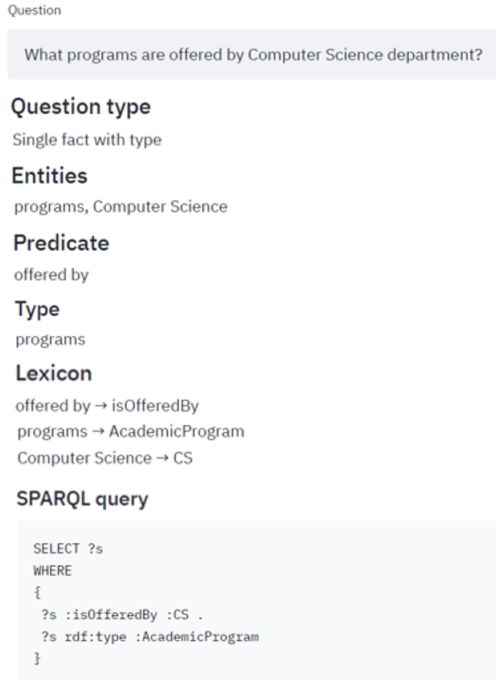 Question
What programs are offered by Computer Science department?
Question type
Single fact with type
Entities
programs, Computer Science
Predicate
offered by
Type
programs
Lexicon
offered by → isOfferedBy
programs → AcademicProgram
Computer Science → CS
SPARQL query
SELECT ?s
WHERE
{
?s :isOfferedBy :CS .
?s rdf:type :AcademicProgram
}